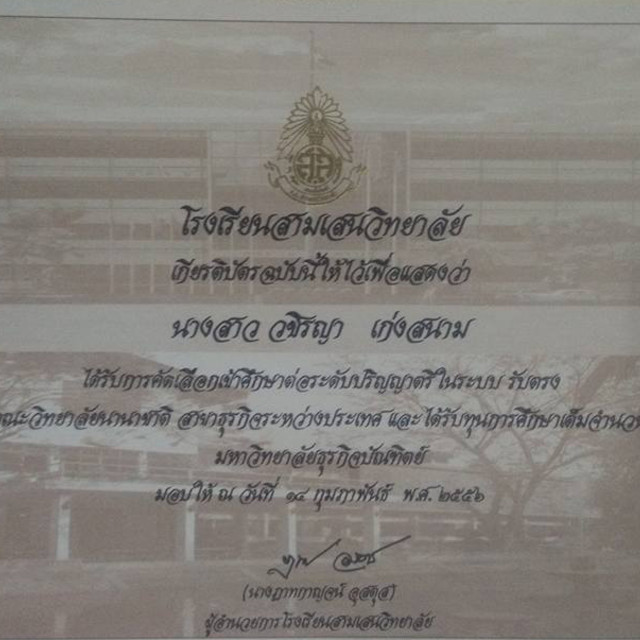 โรงเรียนสามเสนวิทยาลัย
เกียรติบัตรฉบับนี้ให้ไว้เพื่อแสดงว่า
นางสาว วชิรญา เก่งสนาม
ได้รับการคัดเลือกเข้าศึกษาต่อระดับปริญญาตรีในระบบ รับตรง
คณะวิทยาลัยนานาชาติ สาขาธุรกิจระหว่างประเทศ และได้รับทุนการศึกษาเต็มจำนวน
มหาวิทยาลัยธุรกิจบัณฑิตย์
มอบให้ ณ วันที่ ๑๔ กุมภาพันธ์ พ.ศ. ๒๕๕๖
ผู้อำนวยการโรงเรียนสามเสนวิทยาลัย